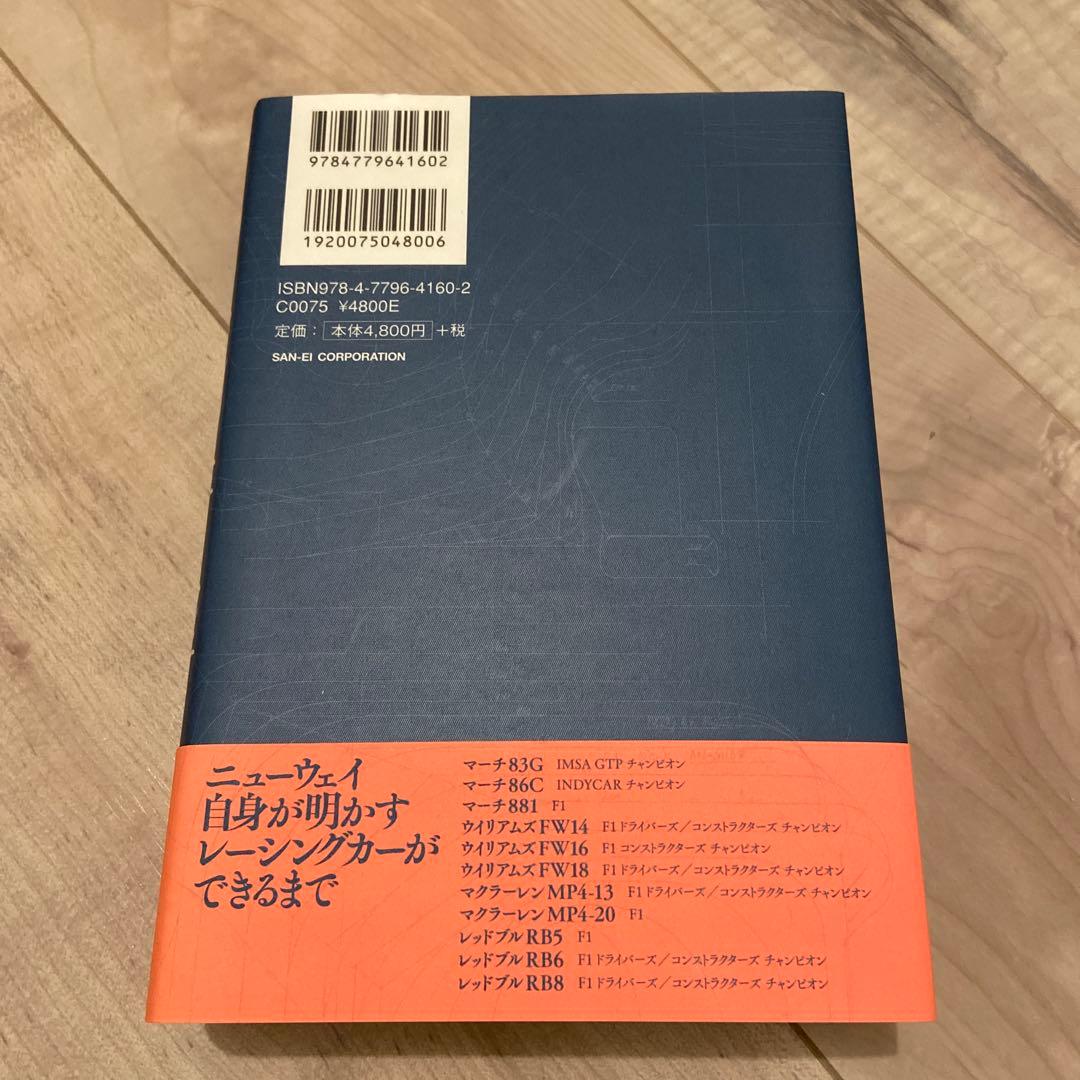 9784779641602
1920075048006
ISBN978-4-7796-4160-2
C0075 ¥4800E
定価：本体4,800円+税
SAN-EI CORPORATION
ニューウェイ
自身が明かす
レーシングカーが
できるまで
マーチ83G IMSA GTP チャンピオン
マーチ86C INDYCAR チャンピオン
マーチ881 F1
ウイリアムズFW14 F1ドライバーズ／コンストラクターズ チャンピオン
ウイリアムズFW16 F1コンストラクターズ チャンピオン
ウイリアムズFW18 F1ドライバーズ／コンストラクターズ チャンピオン
マクラーレンMP4-13 F1ドライバーズ／コンストラクターズ チャンピオン
マクラーレンMP4-20 F1
レッドブルRB5 F1
レッドブルRB6 F1ドライバーズ／コンストラクターズ チャンピオン
レッドブルRB8 F1ドライバーズ／コンストラクターズ チャンピオン